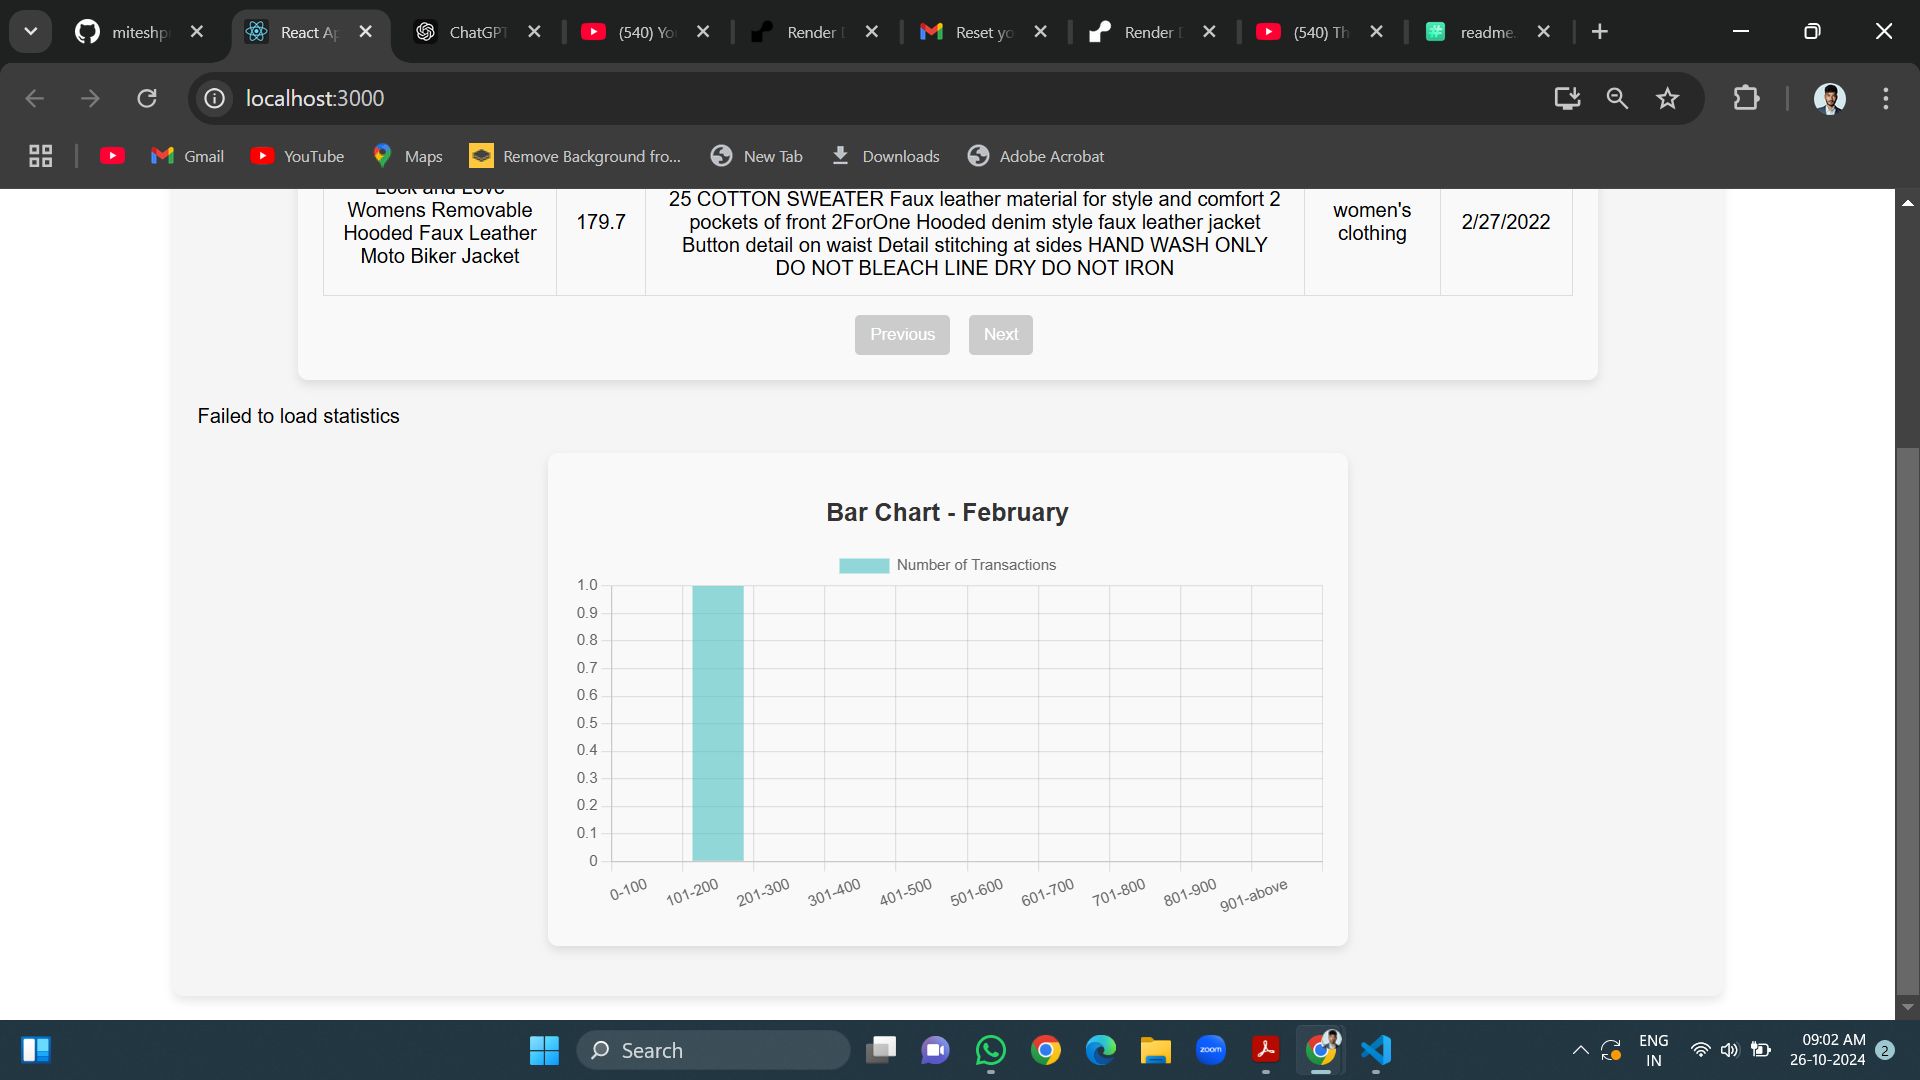 miteshp
React Ap
ChatGPT
(540) Yo
Render
Reset yo
Render
(540) Th
readme.
localhost:3000
Gmail
YouTube
Maps
Remove Background fro...
New Tab
Downloads
Adobe Acrobat
Lock and Love
Womens Removable
Hooded Faux Leather
Moto Biker Jacket
179.7
25 COTTON SWEATER Faux leather material for style and comfort 2
pockets of front 2ForOne Hooded denim style faux leather jacket
Button detail on waist Detail stitching at sides HAND WASH ONLY
DO NOT BLEACH LINE DRY DO NOT IRON
women's
clothing
2/27/2022
Previous
Next
Failed to load statistics
Bar Chart - February
Number of Transactions
1.0
0.9
0.8
0.7
0.6
0.5
0.4
0.3
0.2
0.1
0
0-100
101-200
201-300
301-400
401-500
501-600
601-700
701-800
801-900
901-above
Search
zoom
ENG
IN
09:02 AM
26-10-2024
2